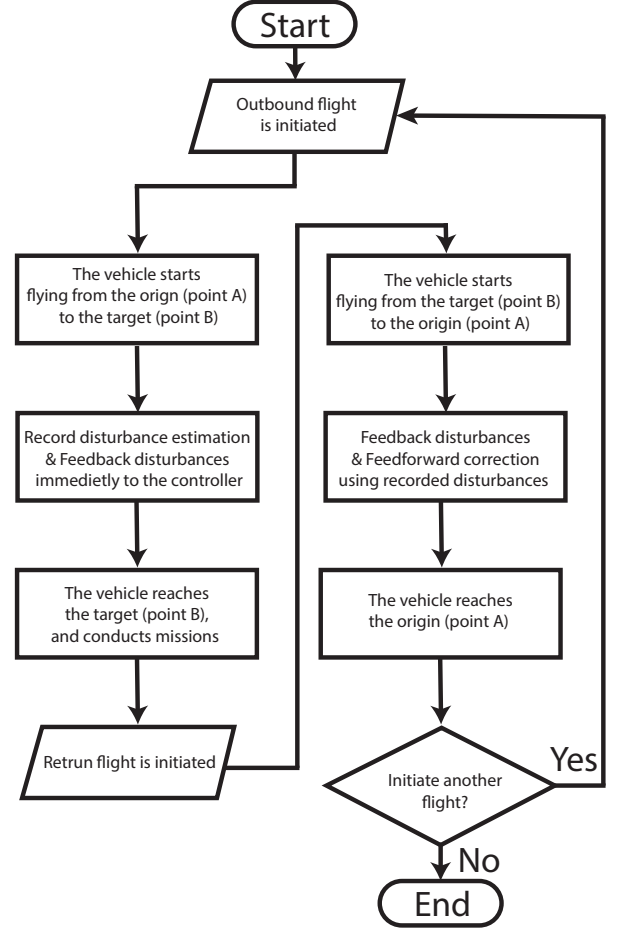 Start
Outbound flight
is initiated
The vehicle starts
flying from the orign (point A)
to the target (point B)
Record disturbance estimation
& Feedback disturbances
immedietly to the controller
The vehicle reaches
the target (point B),
and conducts missions
Retrun flight is initiated
The vehicle starts
flying from the target (point B)
to the origin (point A)
Feedback disturbances
& Feedforward correction
using recorded disturbances
The vehicle reaches
the origin (point A)
Initiate another
flight?
Yes
No
End